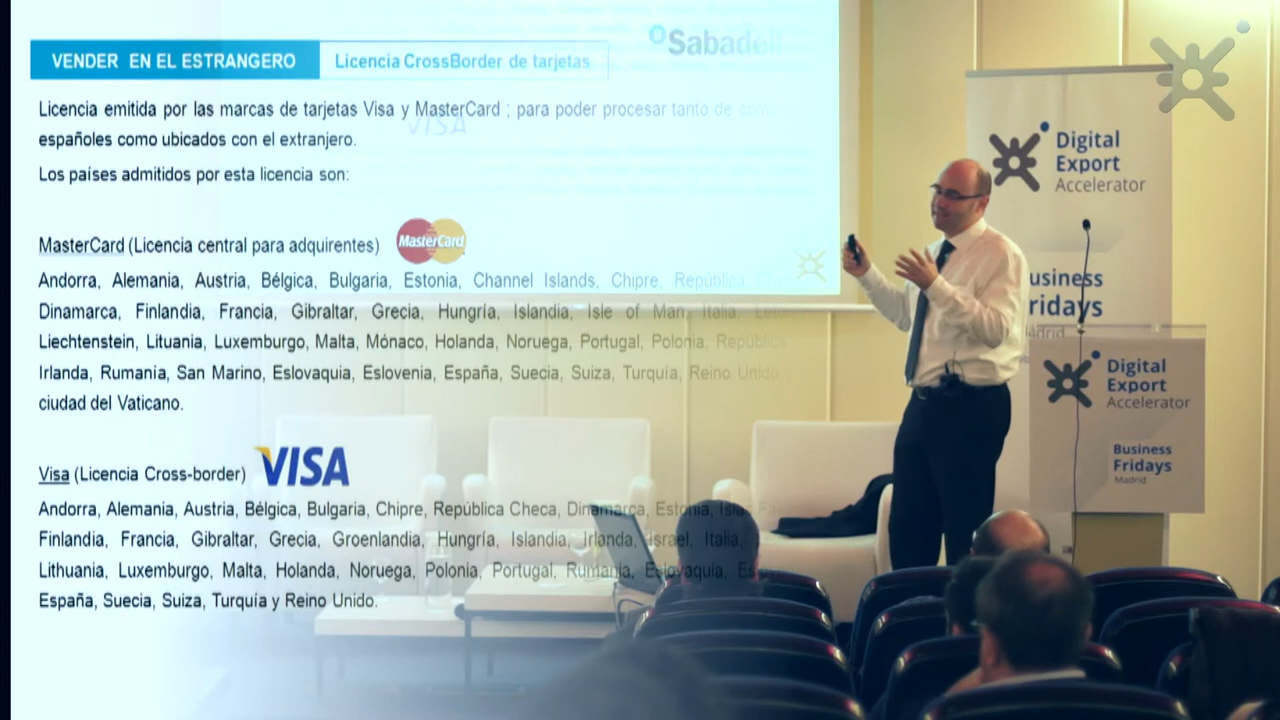 Sabadell
VENDER EN EL ESTRANGERO
Licencia CrossBorder de tarjetas
Licencia emitida por las marcas de tarjetas Visa y MasterCard ; para poder procesar tanto de
españoles como ubicados con el extranjero.
VISA
Los países admitidos por esta licencia son:
MasterCard (Licencia central para adquirentes)
MasterCard
Andorra, Alemania, Austria, Bélgica, Bulgaria, Estonia, Channel Islands, Chipre, República
Dinamarca, Finlandia, Francia, Gibraltar, Grecia, Hungría, Islandia, Isle of Man, Italia,
Liechtenstein, Lituania, Luxemburgo, Malta, Mónaco, Holanda, Noruega, Portugal, Polonia, Republica
Irlanda, Rumanía, San Marino, Eslovaquia, Eslovenia, España, Suecia, Suiza, Turquía, Reino Unido
ciudad del Vaticano.
Visa (Licencia Cross-border)
VISA
Andorra, Alemania, Austria, Bélgica, Bulgaria, Chipre, República Checa, Dinamarca, Estonia, Islas
Finlandia, Francia, Gibraltar, Grecia, Groenlandia, Hungría, Islandia, Irlanda, Israel, Italia,
Lithuania, Luxemburgo, Malta, Holanda, Noruega, Polonia, Portugal, Rumanía, Eslovaquia,
España, Suecia, Suiza, Turquía y Reino Unido.
Digital
Export
Accelerator
Madrid
Digital
Export
Accelerator
Business
Fridays
Madrid